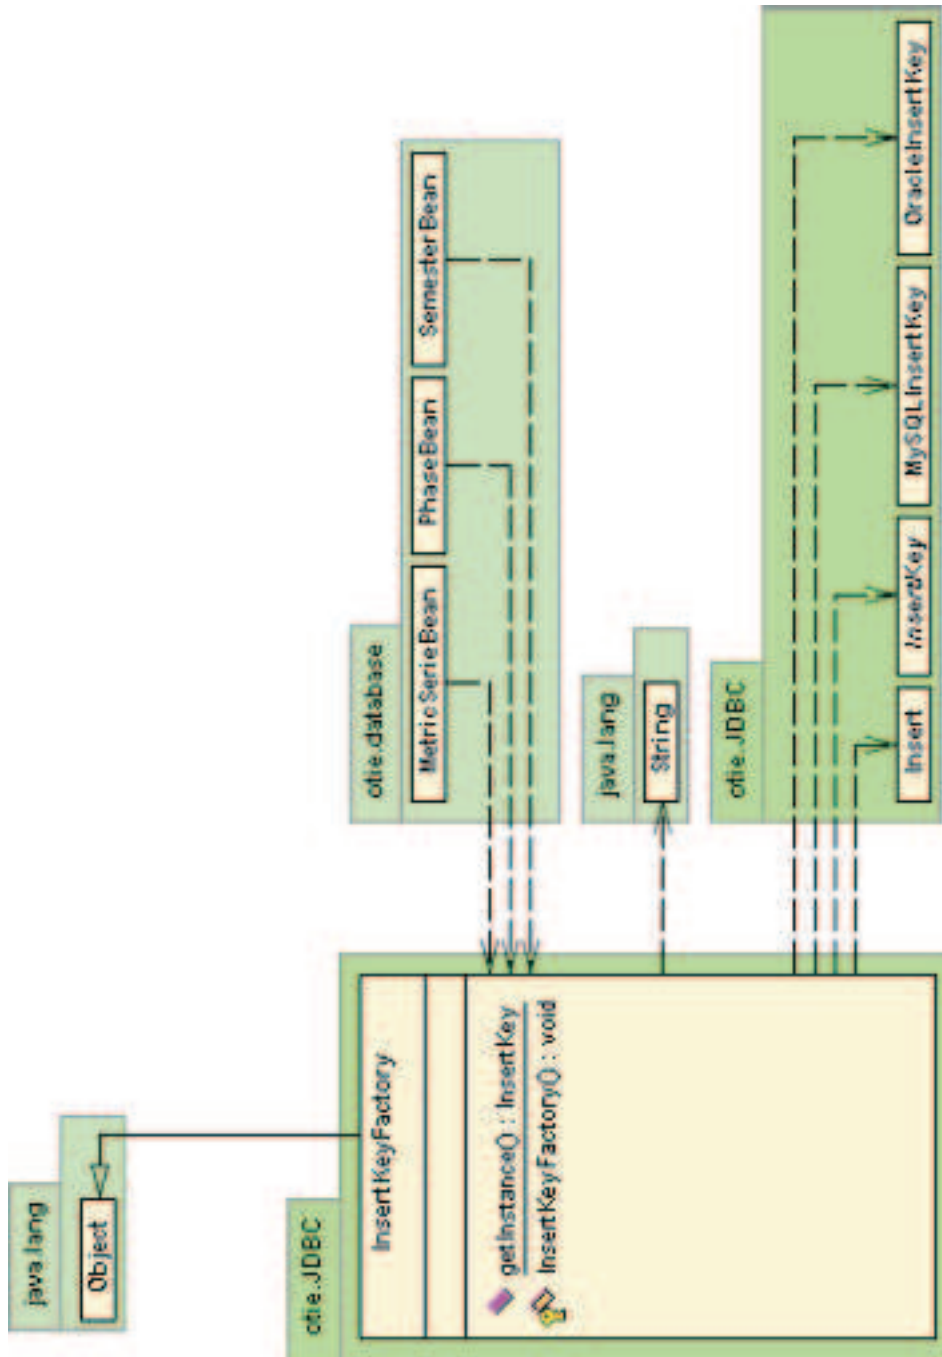 java.lang
Object
otie.JDBC
InsertKeyFactory
getInstance() : InsertKey
InsertKeyFactory() : void
otie.database
MetricSerieBean
PhaseBean
SemesterBean
java.lang
String
otie.JDBC
Insert
InsertKey
MySQLInsertKey
OracleInsertKey